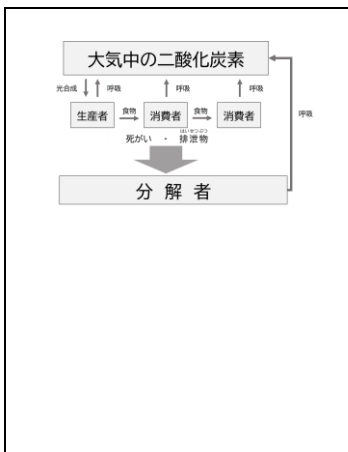 大気中の二酸化炭素
光合成 呼吸 呼吸 呼吸
生産者 食物 消費者 食物 消費者
呼吸
はいせつぶつ
死がい ・ 排泄物
分解者